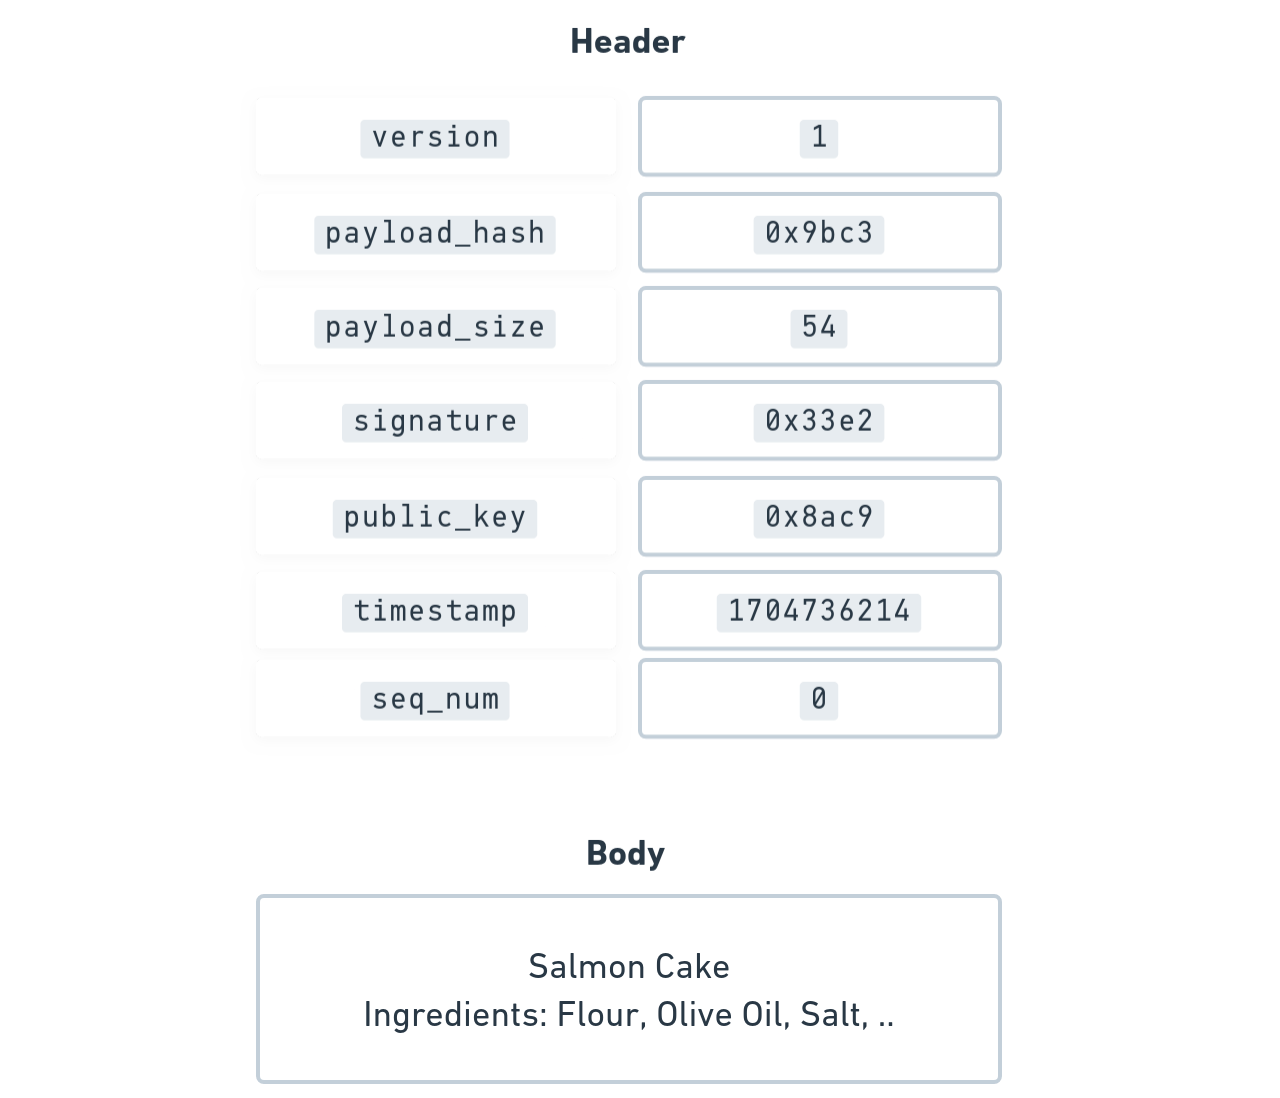 Header
version 1
payload_hash 0x9bc3
payload_size 54
signature 0x33e2
public_key 0x8ac9
timestamp 1704736214
seq_num 0
Body
Salmon Cake
Ingredients: Flour, Olive Oil, Salt, ..